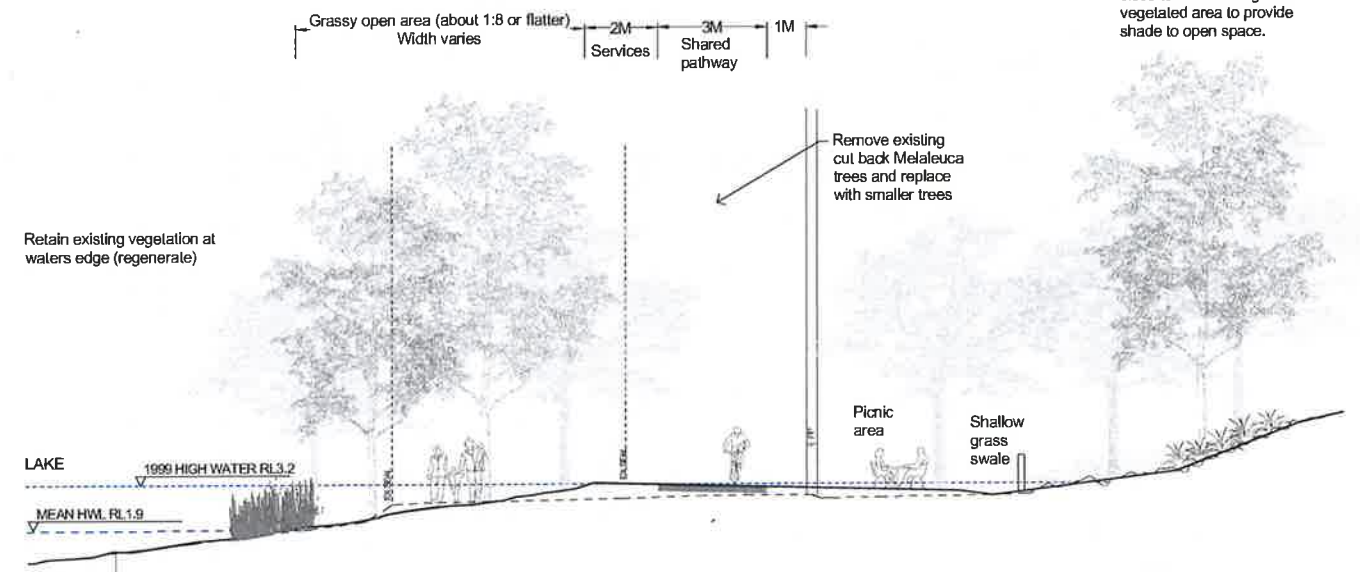 Grassy open area (about 1:8 or flatter)
Width varies
2M
Services
3M
Shared
pathway
1M
vegetated area to provide
shade to open space.
Remove existing
cut back Melaleuca
trees and replace
with smaller trees
Retain existing vegetation at
waters edge (regenerate)
Picnic
area
Shallow
grass
swale
LAKE
1999 HIGH WATER RL3.2
MEAN HWL RL1.9